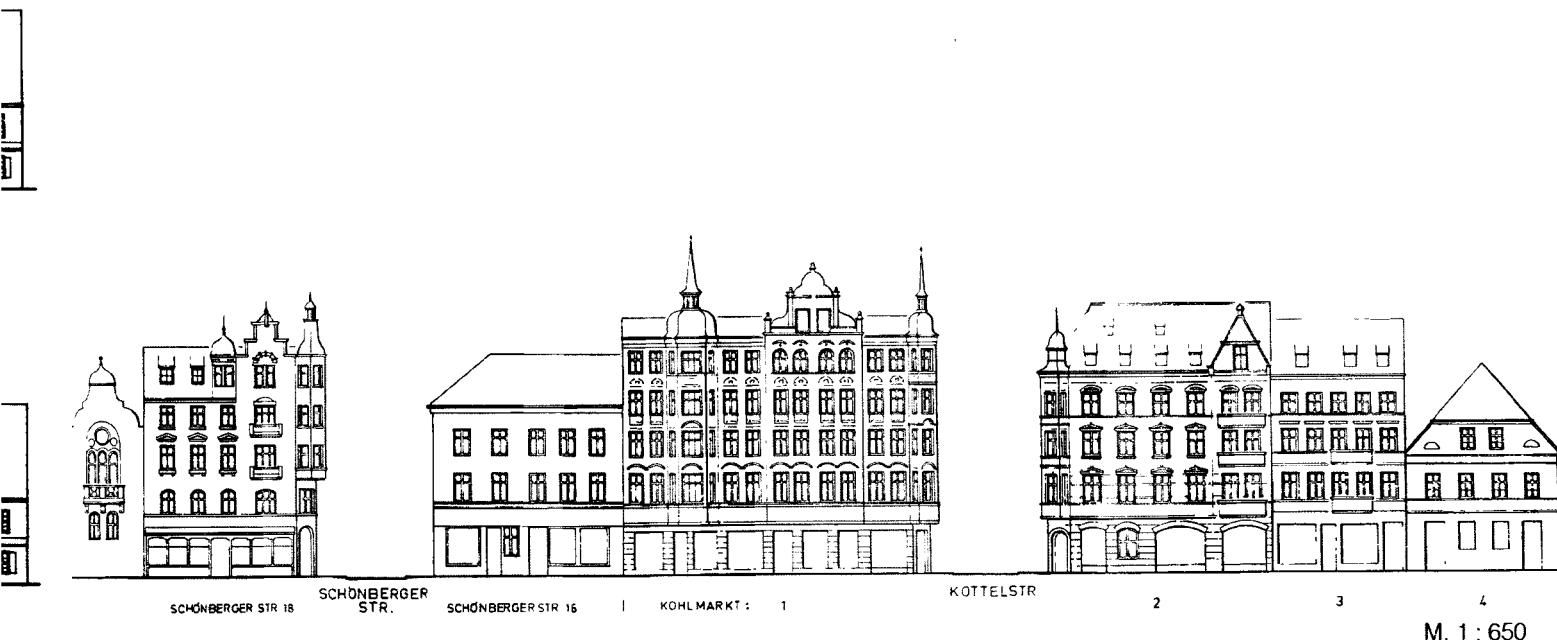 SCHÖNBERGER STR 18
SCHÖNBERGER
STR.
SCHÖNBERGER STR 16
KOHLMARKT : 1
KOTTELSTR
2
3
4
M. 1 : 650